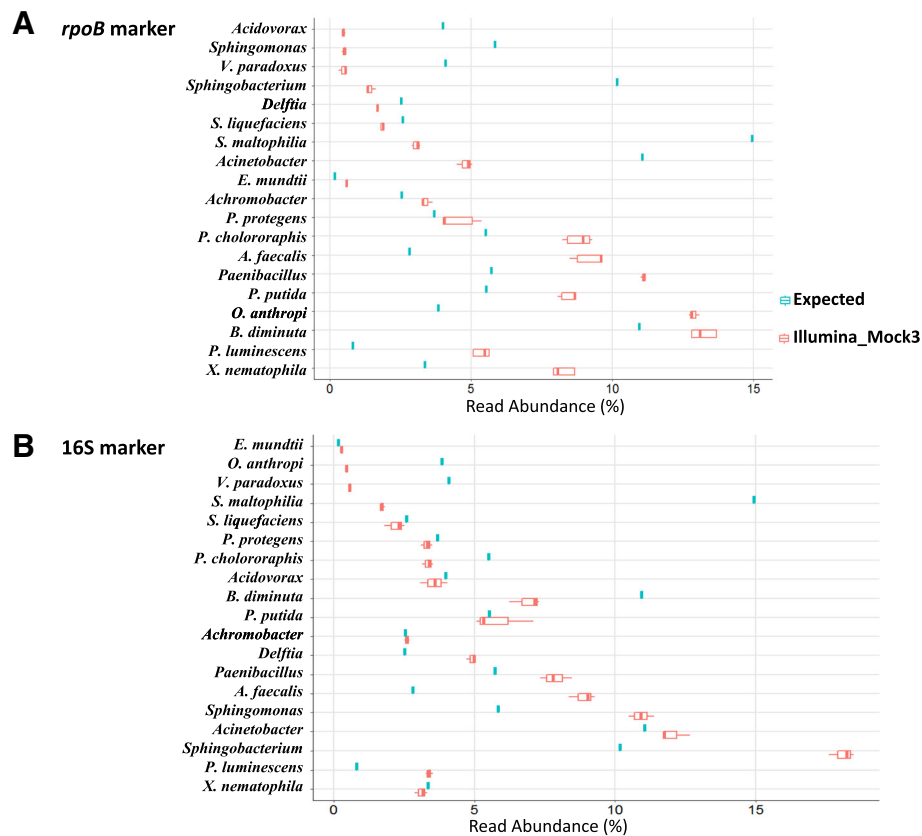 A rpoB marker
Acidovorax
Sphingomonas
V. paradoxus
Sphingobacterium
Delftia
S. liquefaciens
S. maltophilia
Acinetobacter
E. mundtii
Achromobacter
P. protegens
P. cholororaphis
A. faecalis
Paenibacillus
P. putida
O. anthropi
B. diminuta
P. luminescens
X. nematophila
0 5 10 15
Read Abundance (%)
Expected
Illumina_Mock3
B 16S marker
E. mundtii
O. anthropi
V. paradoxus
S. maltophilia
S. liquefaciens
P. protegens
P. cholororaphis
Acidovorax
B. diminuta
P. putida
Achromobacter
Delftia
Paenibacillus
A. faecalis
Sphingomonas
Acinetobacter
Sphingobacterium
P. luminescens
X. nematophila
0 5 10 15
Read Abundance (%)